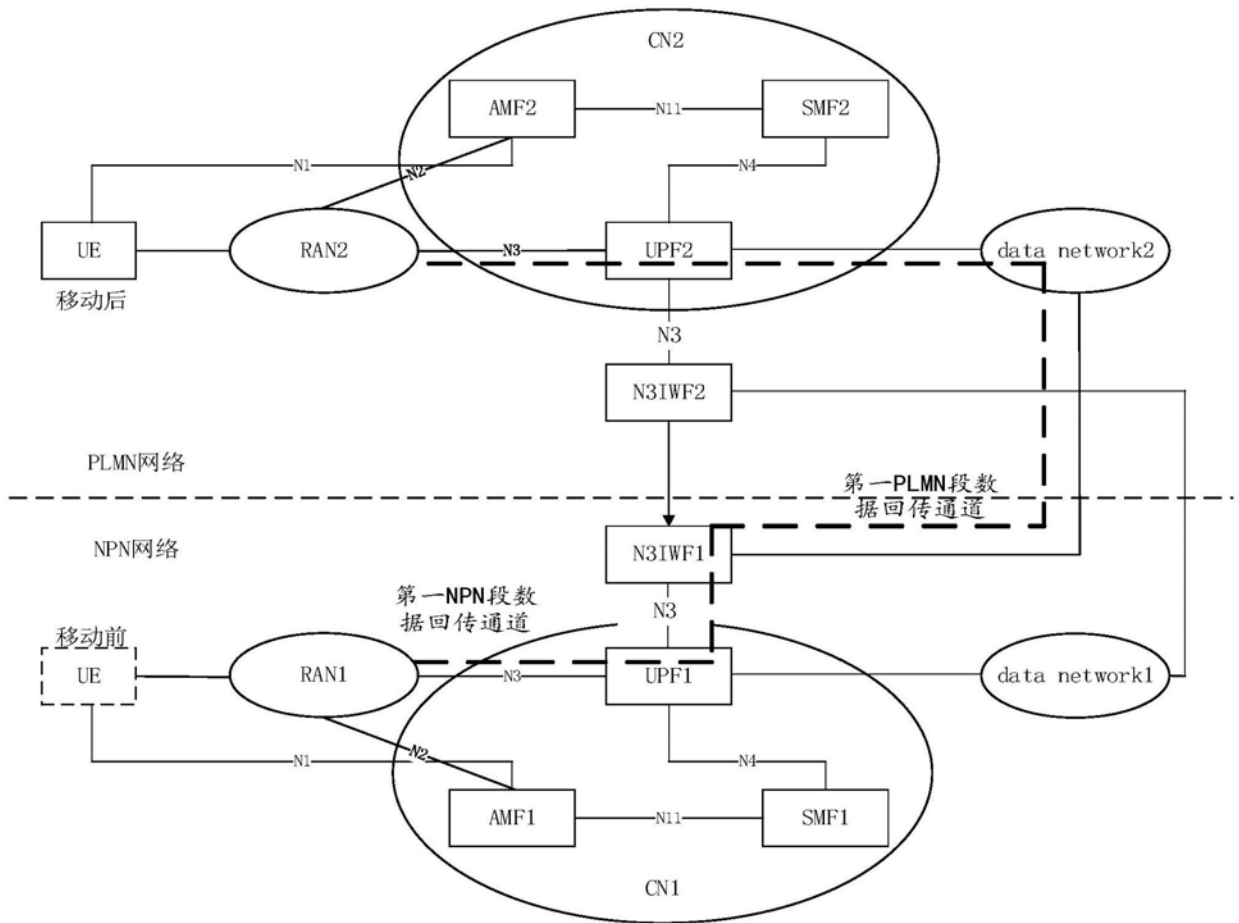 CN2
AMF2
N11
SMF2
N1
N2
N4
UE
RAN2
N3
UPF2
data network2
移动后
N3
N3IWF2
PLMN网络
第一PLMN段数
据回传通道
NPN网络
N3IWF1
第一NPN段数
据回传通道
N3
移动前
UE
RAN1
N3
UPF1
data network1
N1
N2
N4
AMF1
N11
SMF1
CN1